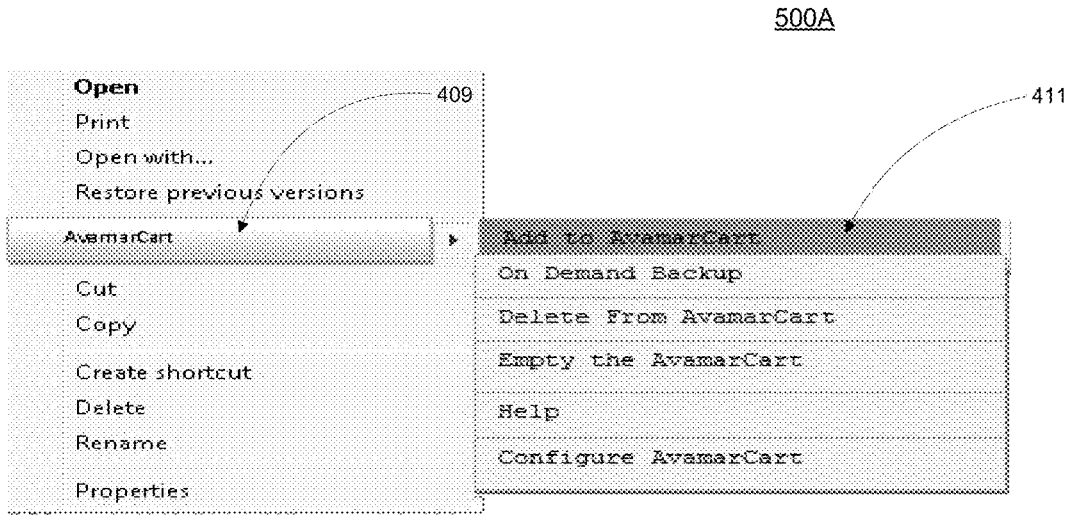 500A
Open
409
411
Print
Open with...
Restore previous versions
AvamarCart
Add to AvamarCart
On Demand Backup
Cut
Delete From AvamarCart
Copy
Empty the AvamarCart
Create shortcut
Delete
Help
Rename
Configure AvamarCart
Properties